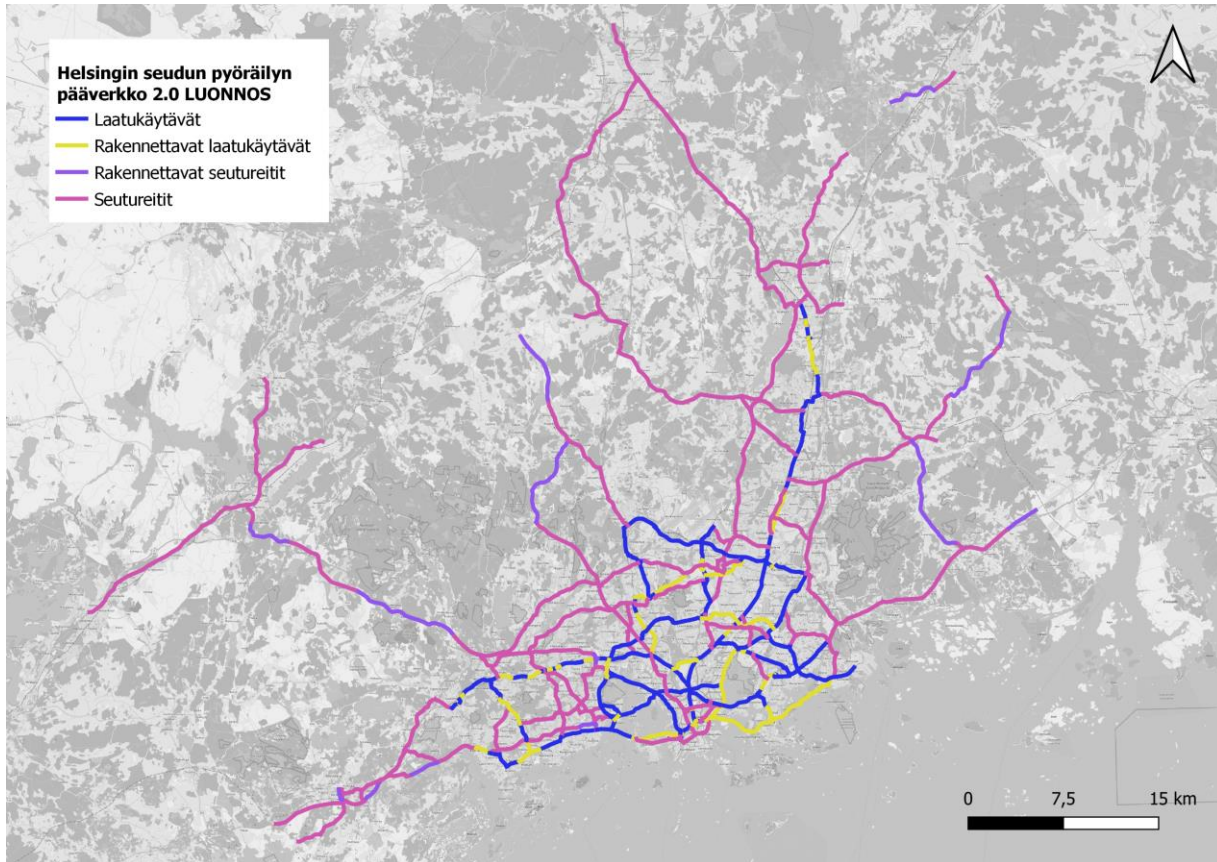 Helsingin seudun pyöräilyn
pääverkko 2.0 LUONNOS
Laatukäytävät
Rakennettavat laatukäytävät
Rakennettavat seutureitit
Seutureitit
0 7,5 15 km